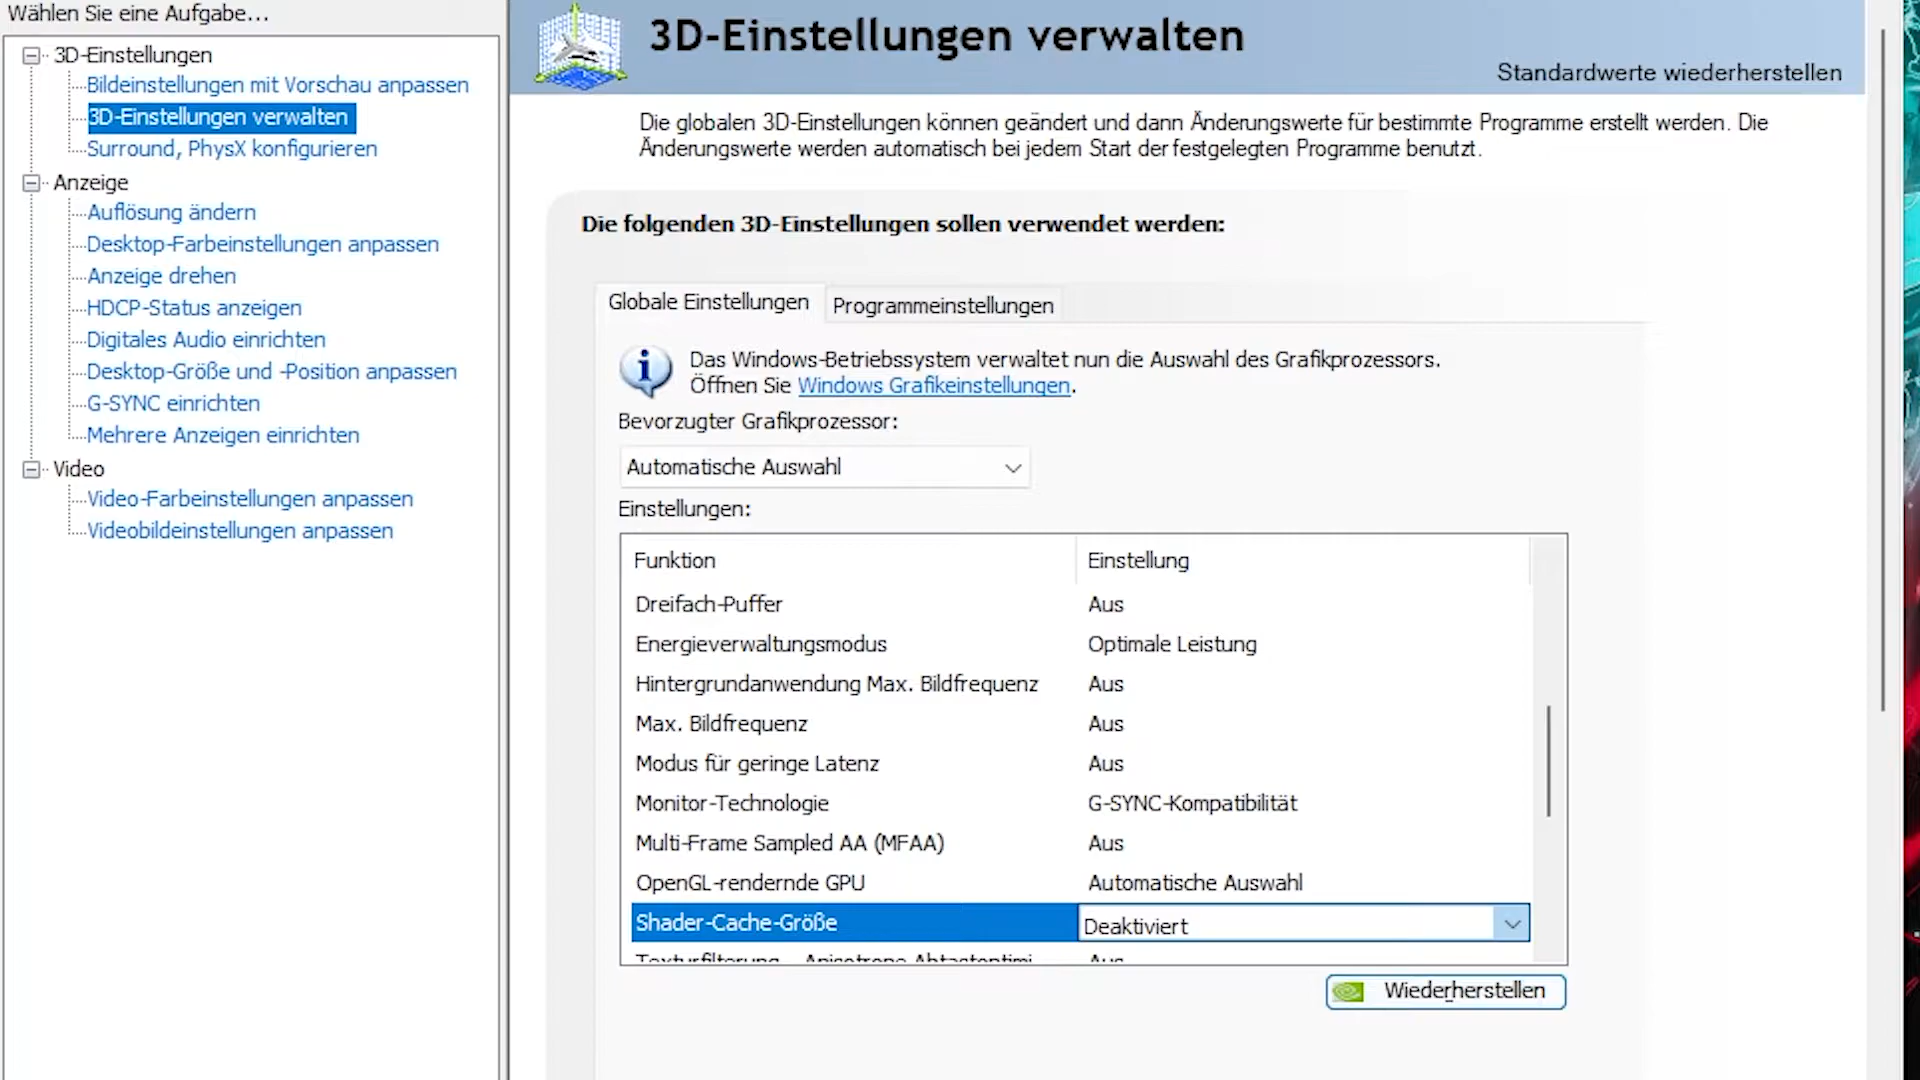 Wählen Sie eine Aufgabe...
3D-Einstellungen
Bildeinstellungen mit Vorschau anpassen
3D-Einstellungen verwalten
Surround, PhysX konfigurieren
Anzeige
Auflösung ändern
Desktop-Farbeinstellungen anpassen
Anzeige drehen
HDCP-Status anzeigen
Digitales Audio einrichten
Desktop-Größe und -Position anpassen
G-SYNC einrichten
Mehrere Anzeigen einrichten
Video
Video-Farbeinstellungen anpassen
Videobildeinstellungen anpassen
3D-Einstellungen verwalten
Standardwerte wiederherstellen
Die globalen 3D-Einstellungen können geändert und dann Änderungswerte für bestimmte Programme erstellt werden. Die
Änderungswerte werden automatisch bei jedem Start der festgelegten Programme benutzt.
Die folgenden 3D-Einstellungen sollen verwendet werden:
Globale Einstellungen Programmeinstellungen
Das Windows-Betriebssystem verwaltet nun die Auswahl des Grafikprozessors.
Öffnen Sie Windows Grafikeinstellungen.
Bevorzugter Grafikprozessor:
Automatische Auswahl
Einstellungen:
Funktion Einstellung
Dreifach-Puffer Aus
Energieverwaltungsmodus Optimale Leistung
Hintergrundanwendung Max. Bildfrequenz Aus
Max. Bildfrequenz Aus
Modus für geringe Latenz Aus
Monitor-Technologie G-SYNC-Kompatibilität
Multi-Frame Sampled AA (MFAA) Aus
OpenGL-rendernde GPU Automatische Auswahl
Shader-Cache-Größe Deaktiviert
Texturfilterung – Anisotrope Abtastoptimi... Aus
Wiederherstellen